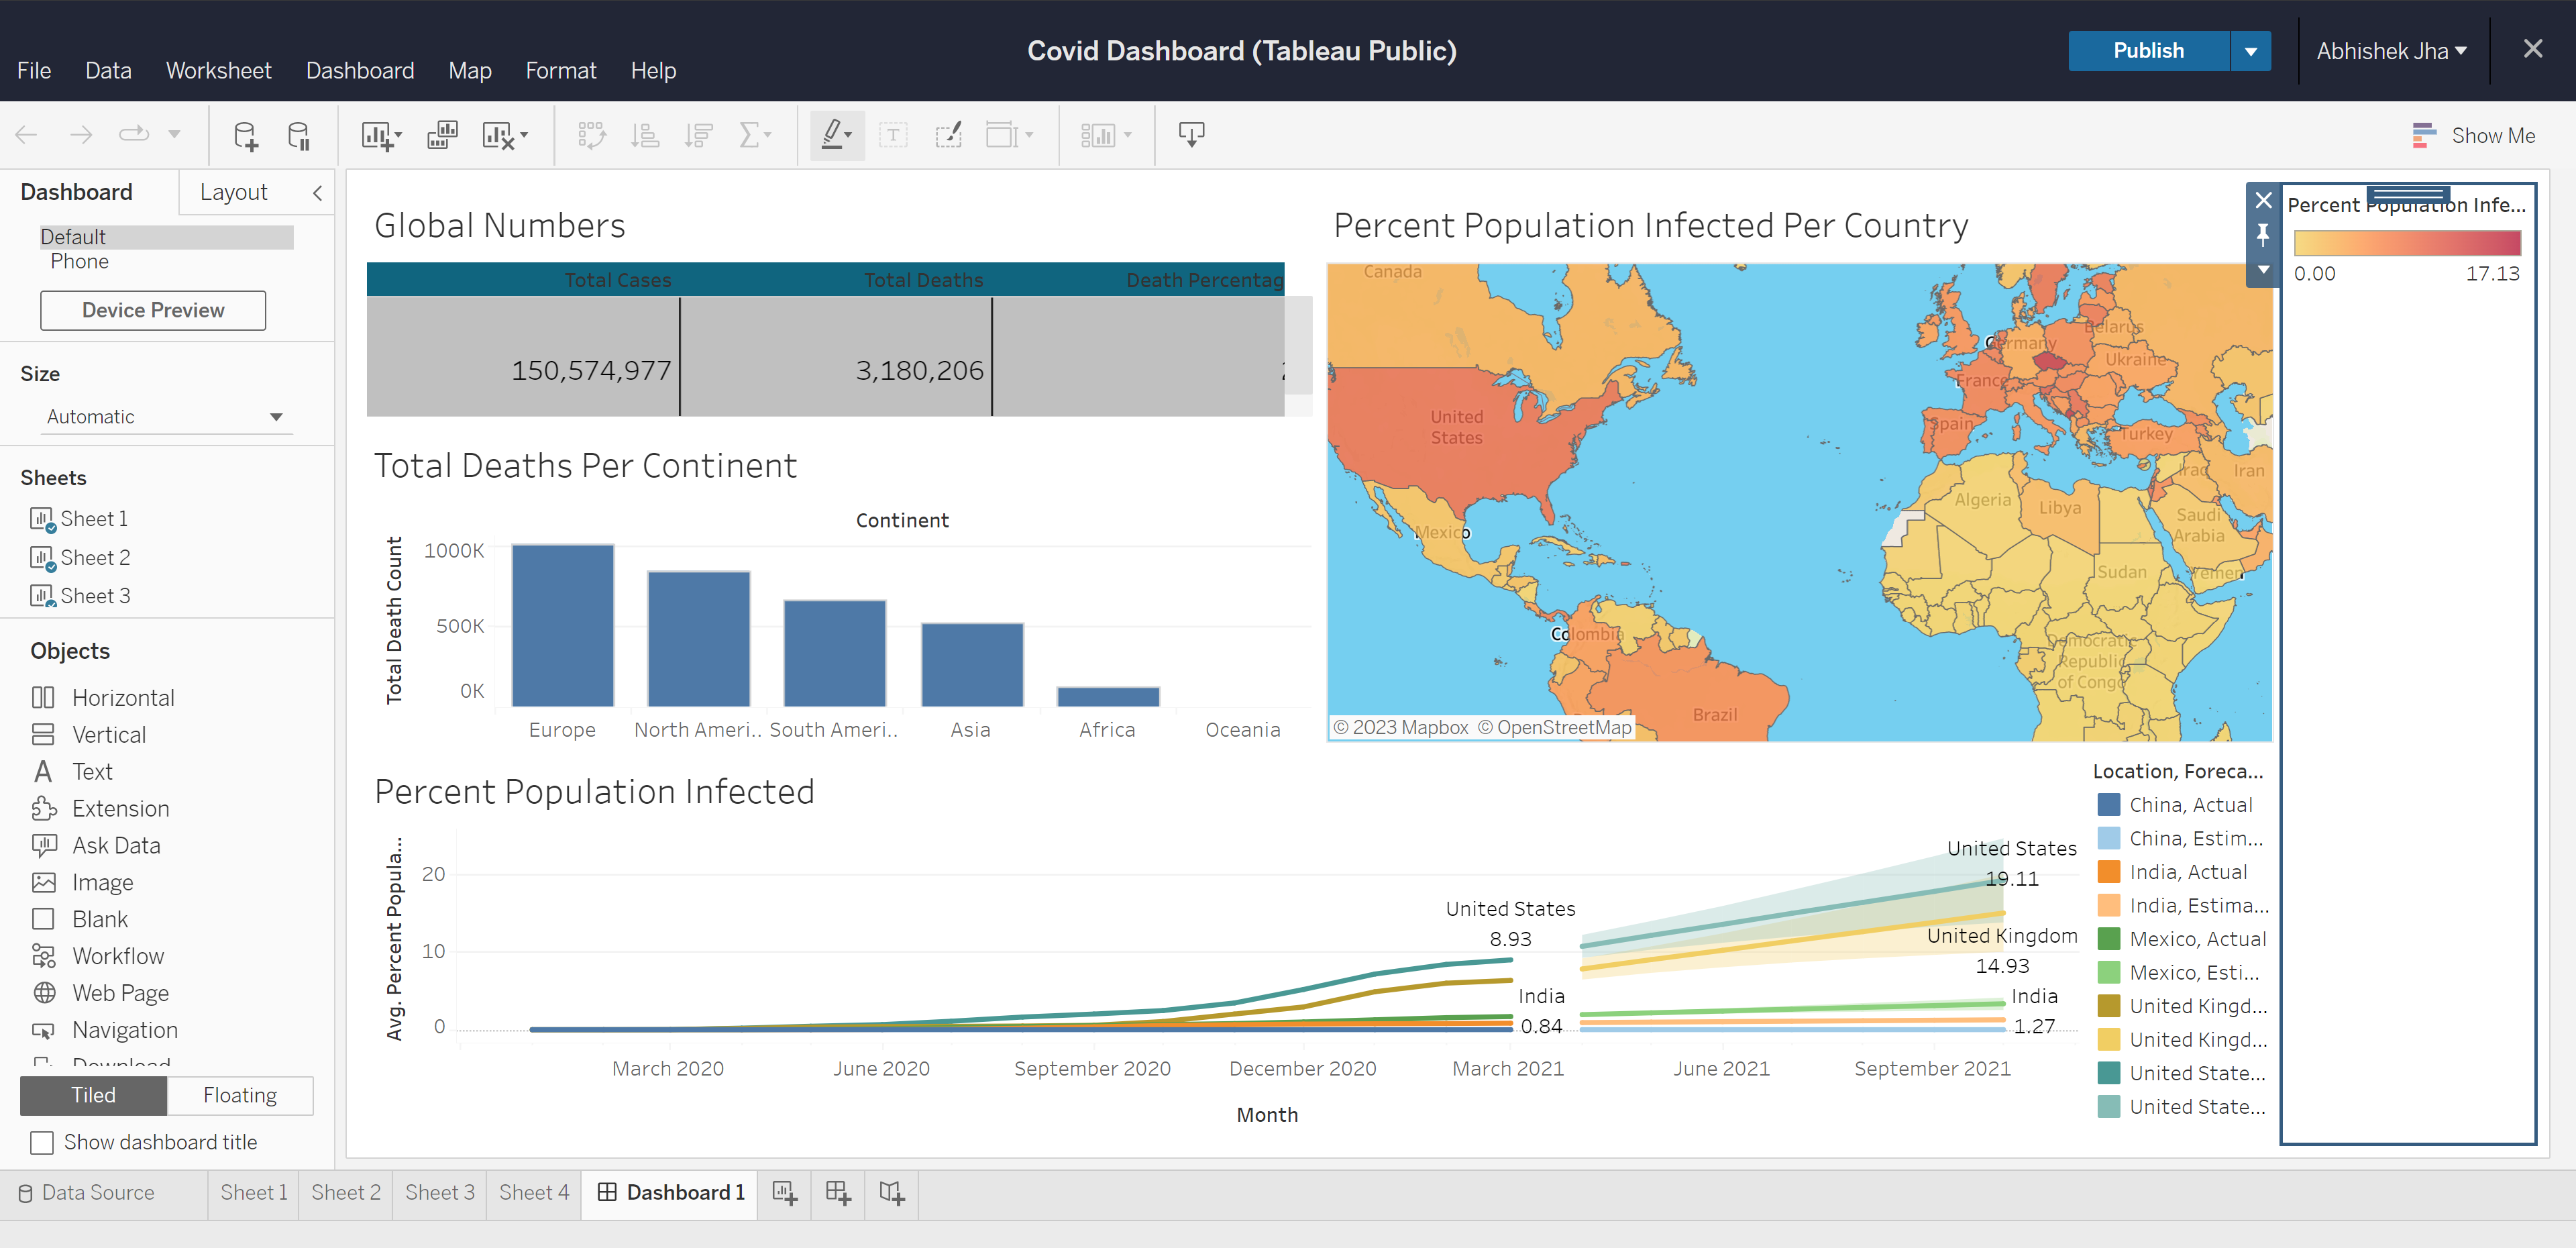 Covid Dashboard (Tableau Public)
File Data Worksheet Dashboard Map Format Help
Publish
Abhishek Jha
Show Me
Dashboard Layout
Default
Phone
Device Preview
Size
Automatic
Sheets
Sheet 1
Sheet 2
Sheet 3
Objects
Horizontal
Vertical
Text
Extension
Ask Data
Image
Blank
Workflow
Web Page
Navigation
Download
Tiled Floating
Show dashboard title
Global Numbers
Total Cases Total Deaths Death Percentag
150,574,977 3,180,206
Total Deaths Per Continent
Continent
Total Death Count
1000K
500K
0K
Europe North Ameri.. South Ameri.. Asia Africa Oceania
Percent Population Infected Per Country
Canada
United
States
Mexico
Colombia
Brazil
Belarus
Germany
Ukraine
France
Spain
Turkey
Iraq
Iran
Algeria
Libya
Saudi
Arabia
Sudan
Yemen
Democratic
Republic
of Congo
© 2023 Mapbox © OpenStreetMap
Percent Population Infe...
0.00 17.13
Percent Population Infected
Avg. Percent Popula...
20
10
0
United States
8.93
India
0.84
United States
19.11
United Kingdom
14.93
India
1.27
March 2020 June 2020 September 2020 December 2020 March 2021 June 2021 September 2021
Month
Location, Foreca...
China, Actual
China, Estim...
India, Actual
India, Estima...
Mexico, Actual
Mexico, Esti...
United Kingd...
United Kingd...
United State...
United State...
Data Source Sheet 1 Sheet 2 Sheet 3 Sheet 4 Dashboard 1